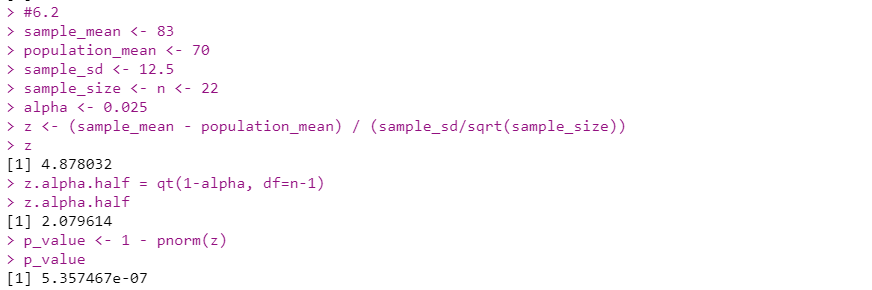 > #6.2
> sample_mean <- 83
> population_mean <- 70
> sample_sd <- 12.5
> sample_size <- n <- 22
> alpha <- 0.025
> z <- (sample_mean - population_mean) / (sample_sd/sqrt(sample_size))
> z
[1] 4.878032
> z.alpha.half = qt(1-alpha, df=n-1)
> z.alpha.half
[1] 2.079614
> p_value <- 1 - pnorm(z)
> p_value
[1] 5.357467e-07